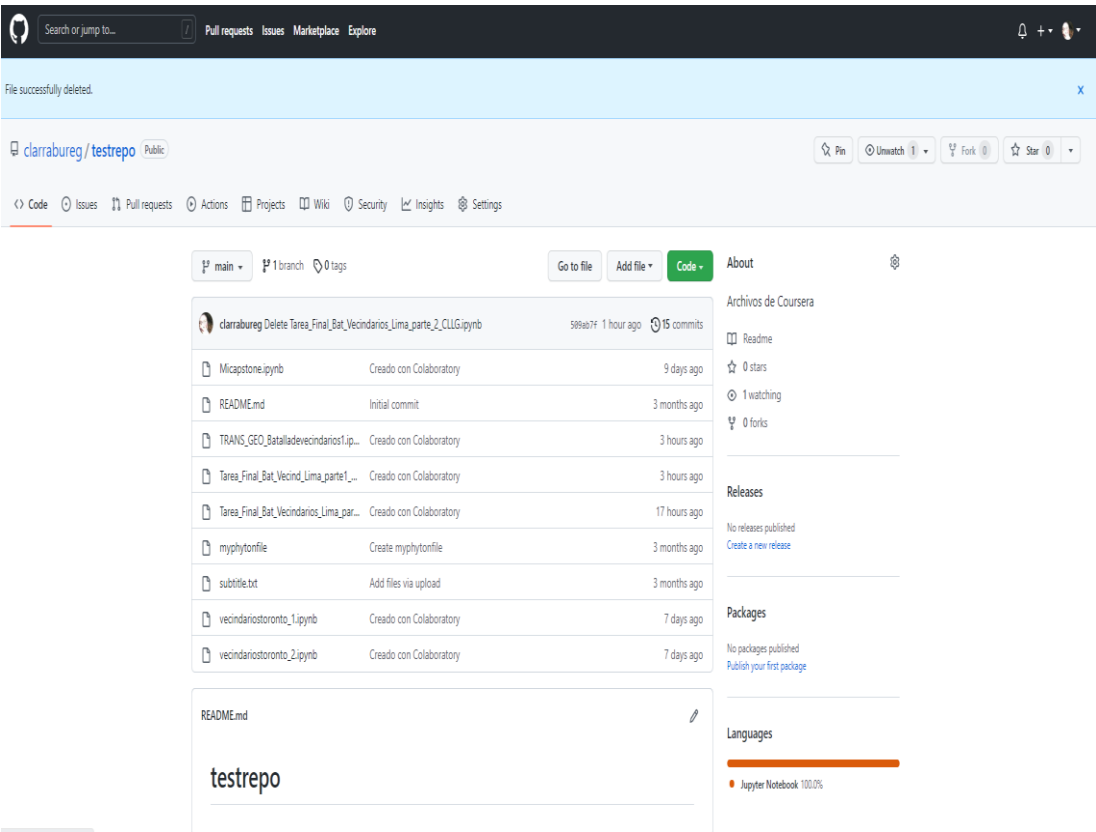 Search or jump to... / Pull requests Issues Marketplace Explore
File successfully deleted. x
clarrabureg / testrepo Public Pin Unwatch 1 Fork 0 Star 0
<> Code Issues Pull requests Actions Projects Wiki Security Insights Settings
main 1 branch 0 tags Go to file Add file Code About
Archivos de Coursera
clarrabureg Delete Tarea_Final_Bat_Vecindarios_Lima_parte_2_CLLG.ipynb 509ab7f 1 hour ago 15 commits
Readme
0 stars
1 watching
0 forks
Micapstone.ipynb Creado con Colaboratory 9 days ago
README.md Initial commit 3 months ago
TRANS_GEO_Batalladevecindarios1.ip... Creado con Colaboratory 3 hours ago
Tarea_Final_Bat_Vecind_Lima_parte1_... Creado con Colaboratory 3 hours ago
Tarea_Final_Bat_Vecindarios_Lima_par... Creado con Colaboratory 17 hours ago
myphytonfile Create myphytonfile 3 months ago
subtitle.txt Add files via upload 3 months ago
vecindariostoronto_1.ipynb Creado con Colaboratory 7 days ago
vecindariostoronto_2.ipynb Creado con Colaboratory 7 days ago
Releases
No releases published
Create a new release
Packages
No packages published
Publish your first package
Languages
Jupyter Notebook 100.0%
README.md
testrepo